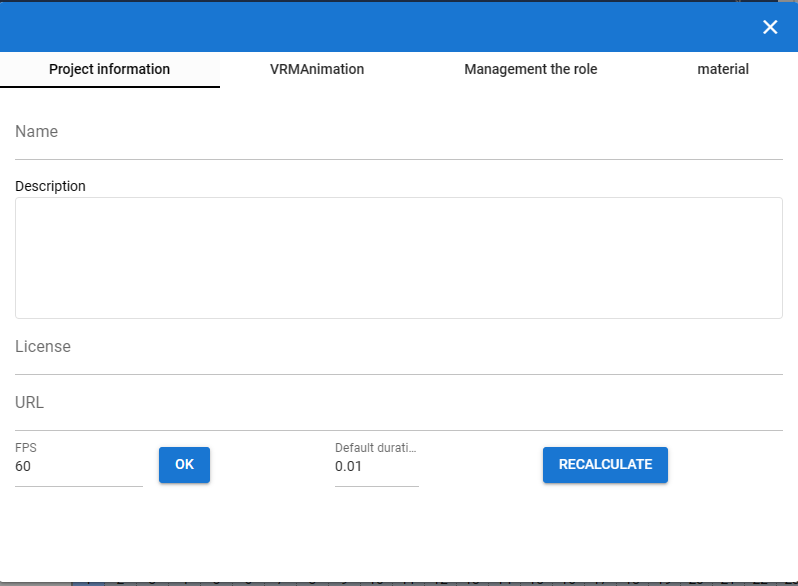 Project information VRMAnimation Management the role material
Name
Description
License
URL
FPS Default durati...
60 OK 0.01 RECALCULATE